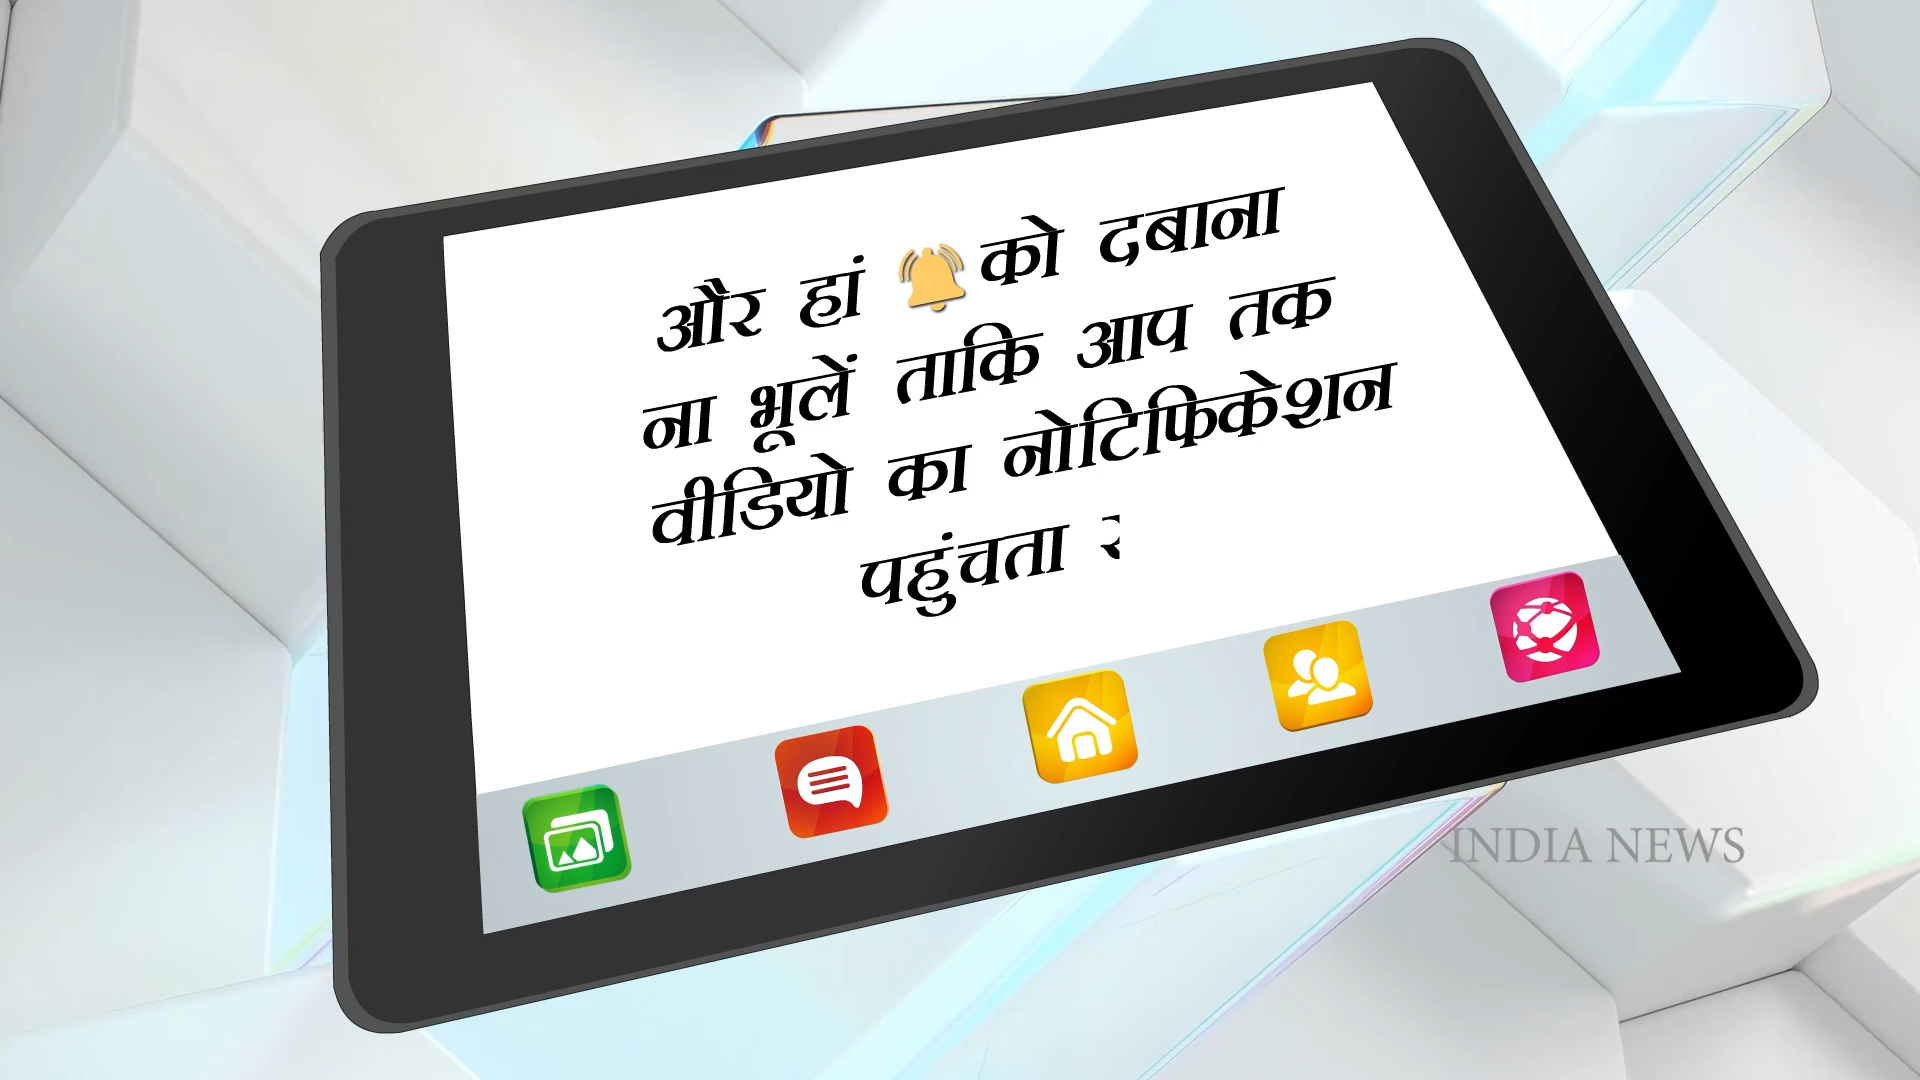 और हां 🔔 को दबाना
ना भूलें ताकि आप तक
वीडियो का नोटिफिकेशन
पहुंचता
INDIA NEWS